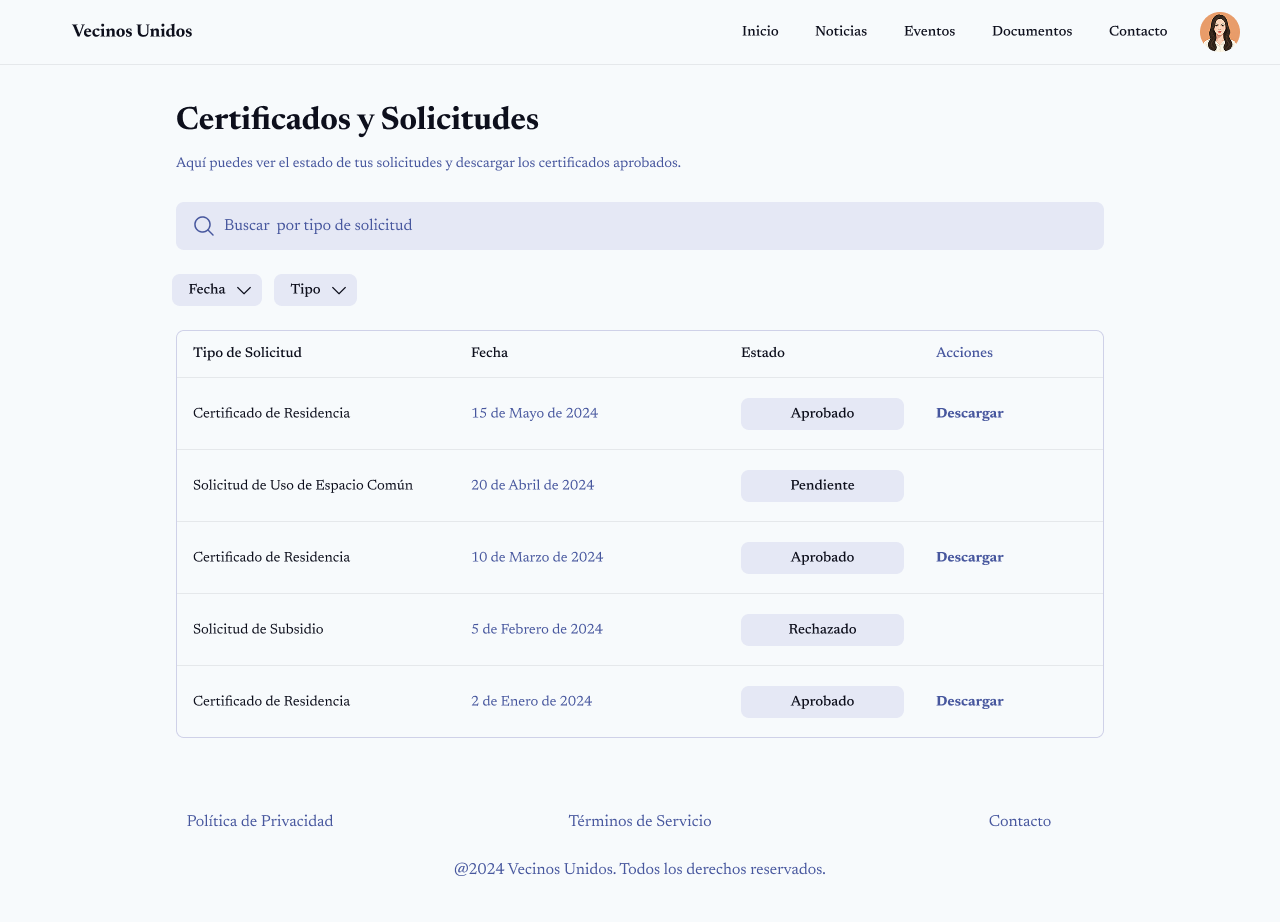 Vecinos Unidos
Inicio
Noticias
Eventos
Documentos
Contacto
Certificados y Solicitudes
Aquí puedes ver el estado de tus solicitudes y descargar los certificados aprobados.
Buscar  por tipo de solicitud
Fecha
Tipo
Tipo de Solicitud
Fecha
Estado
Acciones
Certificado de Residencia
15 de Mayo de 2024
Aprobado
Descargar
Solicitud de Uso de Espacio Común
20 de Abril de 2024
Pendiente
Certificado de Residencia
10 de Marzo de 2024
Aprobado
Descargar
Solicitud de Subsidio
5 de Febrero de 2024
Rechazado
Certificado de Residencia
2 de Enero de 2024
Aprobado
Descargar
Política de Privacidad
Términos de Servicio
Contacto
@2024 Vecinos Unidos. Todos los derechos reservados.